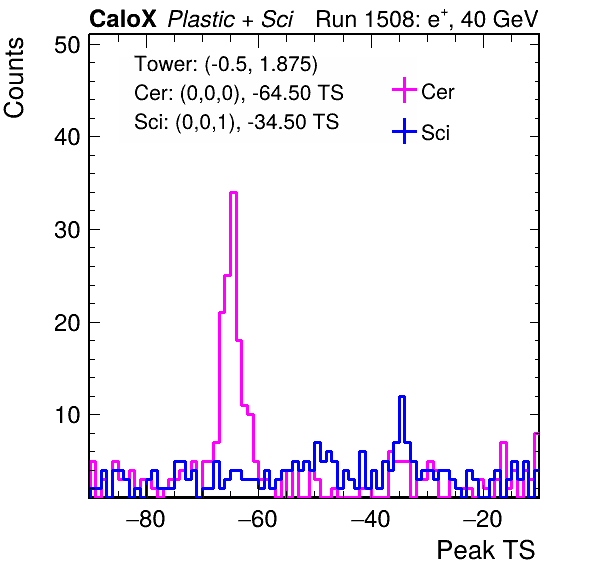 CaloX Plastic + Sci Run 1508: e⁺, 40 GeV
Counts
50
40
30
20
10
Tower: (-0.5, 1.875)
Cer: (0,0,0), -64.50 TS
Sci: (0,0,1), -34.50 TS
Cer
Sci
−80 −60 −40 −20
Peak TS